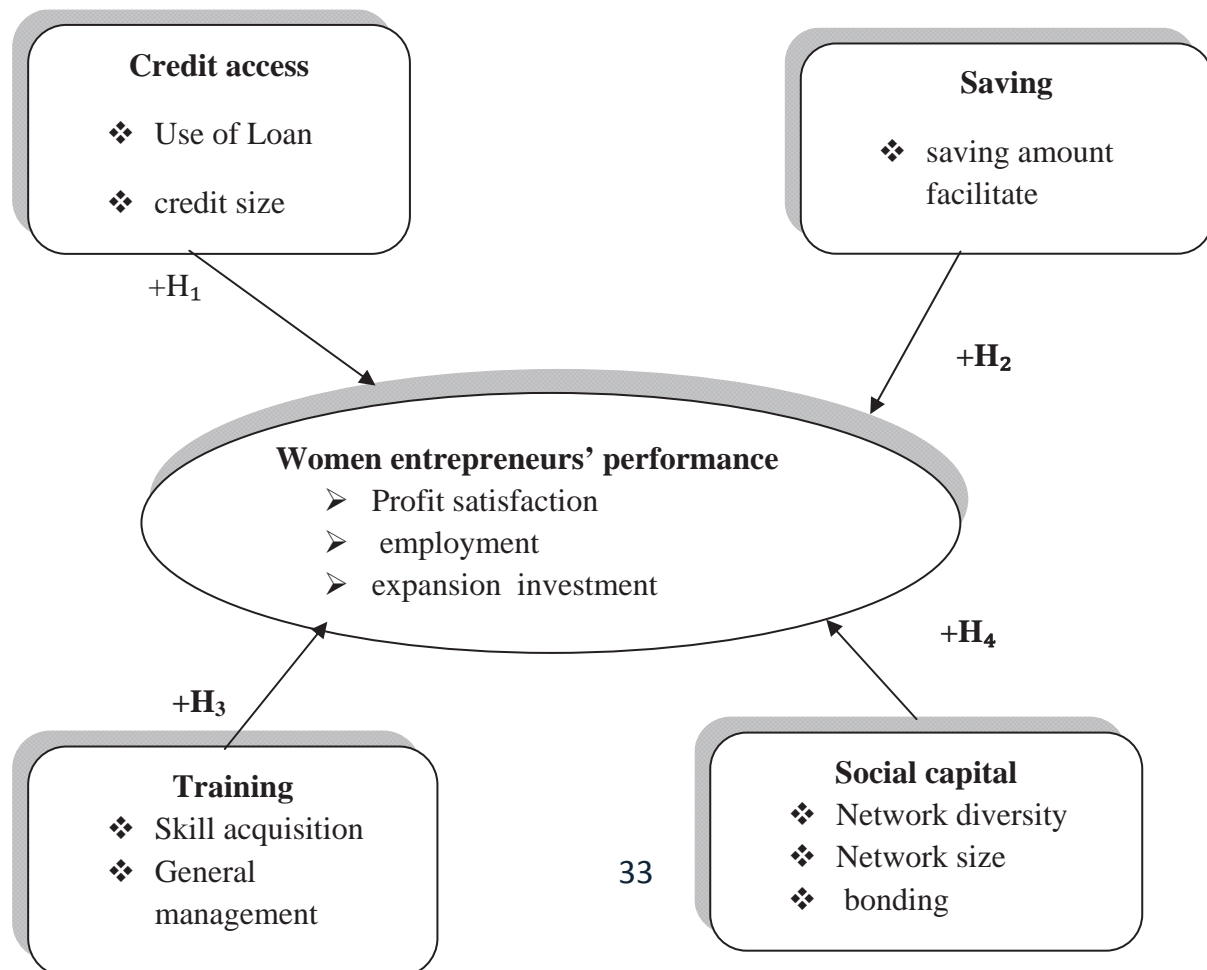 Credit access
❖ Use of Loan
❖ credit size
Saving
❖ saving amount
facilitate
+H₁
+H₂
Women entrepreneurs’ performance
➢ Profit satisfaction
➢ employment
➢ expansion investment
+H₃
+H₄
Training
❖ Skill acquisition
❖ General
management
33
Social capital
❖ Network diversity
❖ Network size
❖ bonding